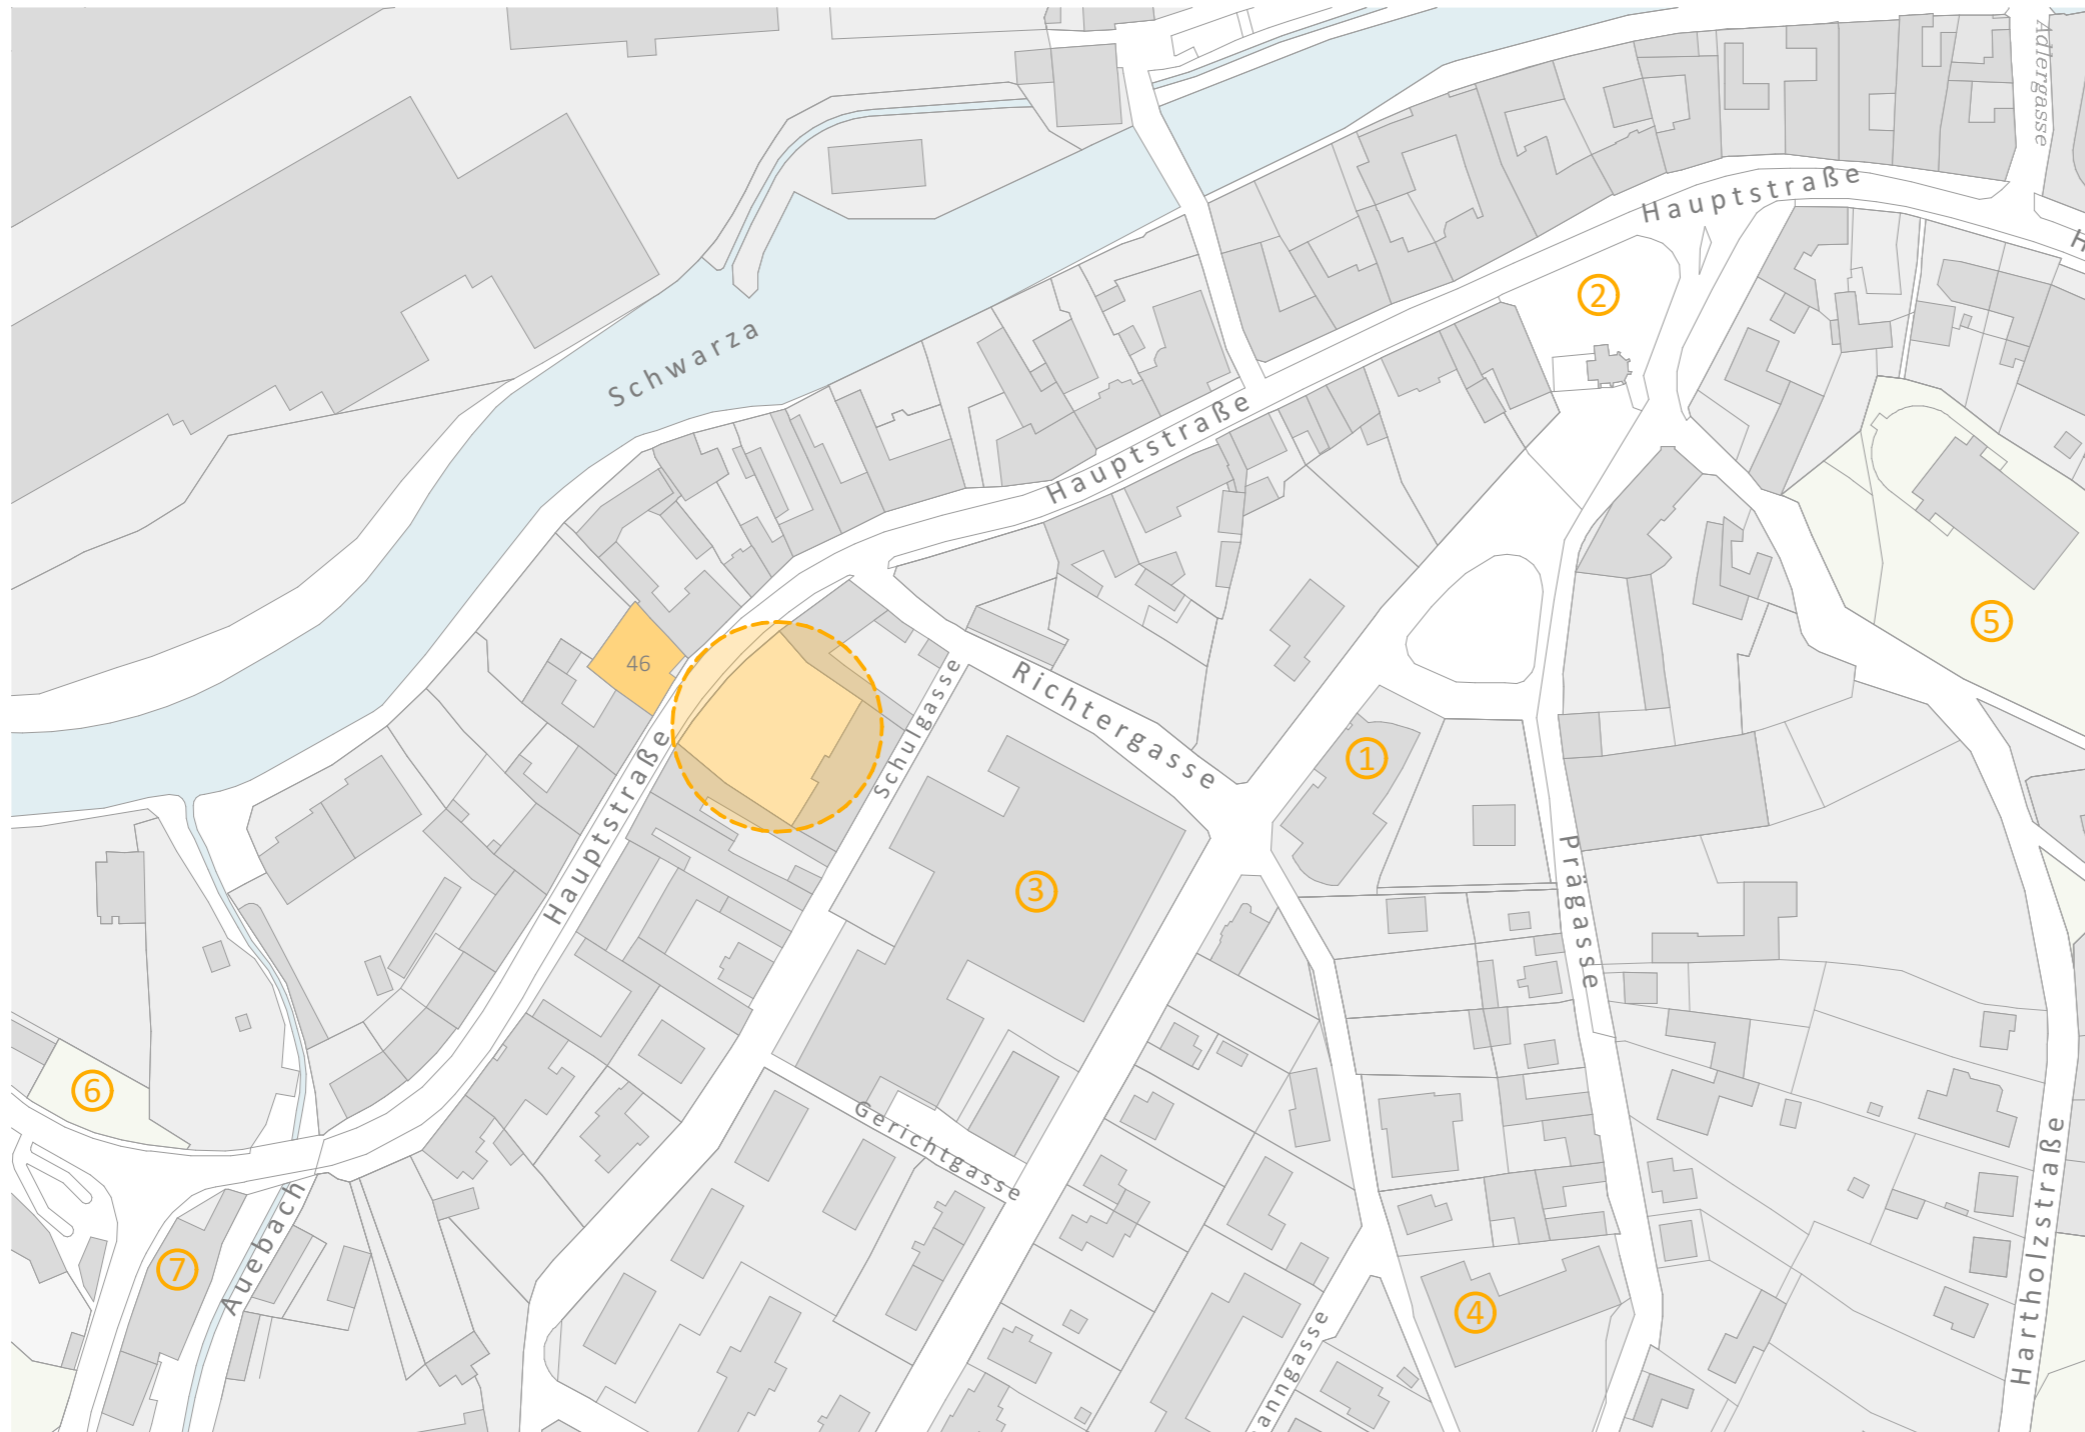 Adlergasse
Hauptstraße
H
2
Schwarza
Hauptstraße
5
46
Richtergasse
Schulgasse
1
Hauptstraße
3
Prägasse
6
Gerichtgasse
Hartholzstraße
Auebach
7
4
anngasse